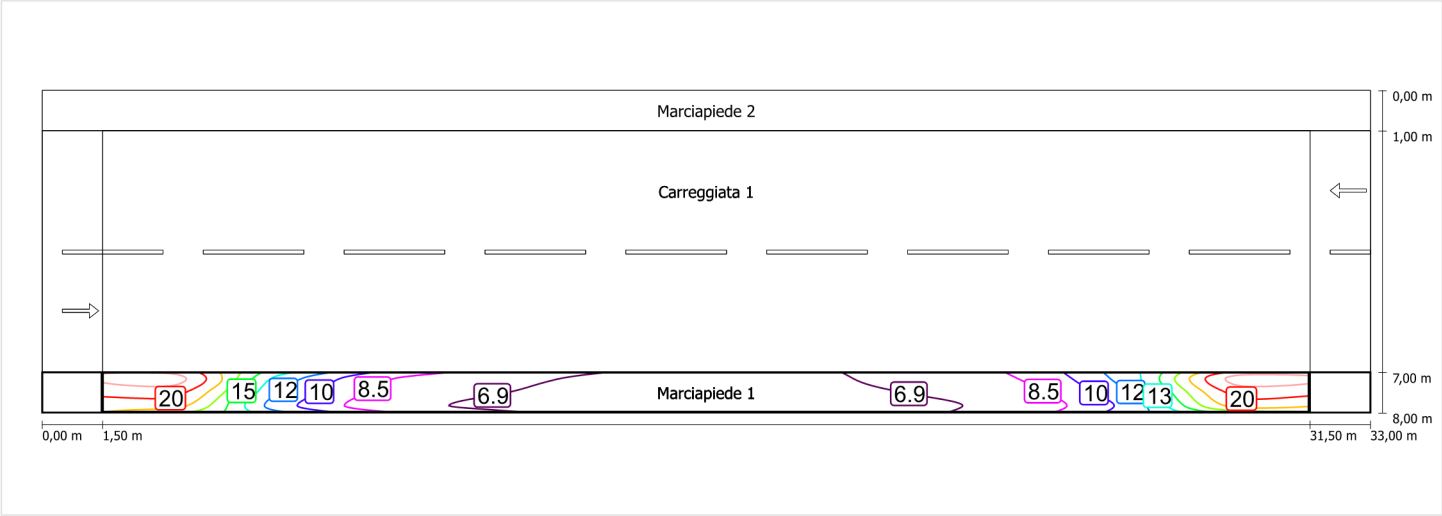 Marciapiede 2
0,00 m
1,00 m
Carreggiata 1
20
15
12
10
8.5
6.9
Marciapiede 1
6.9
8.5
10
12
13
20
7,00 m
8,00 m
0,00 m
1,50 m
31,50 m
33,00 m